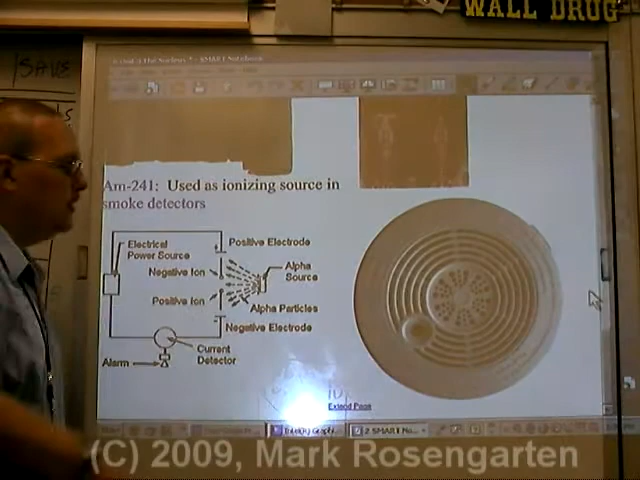 WALL DRUG
SAVE
Am-241: Used as ionizing source in
smoke detectors
Electrical
Power Source
Positive Electrode
Negative Ion
Alpha
Source
Positive Ion
Alpha Particles
Negative Electrode
Current
Detector
Alarm
Extend Page
(C) 2009, Mark Rosengarten